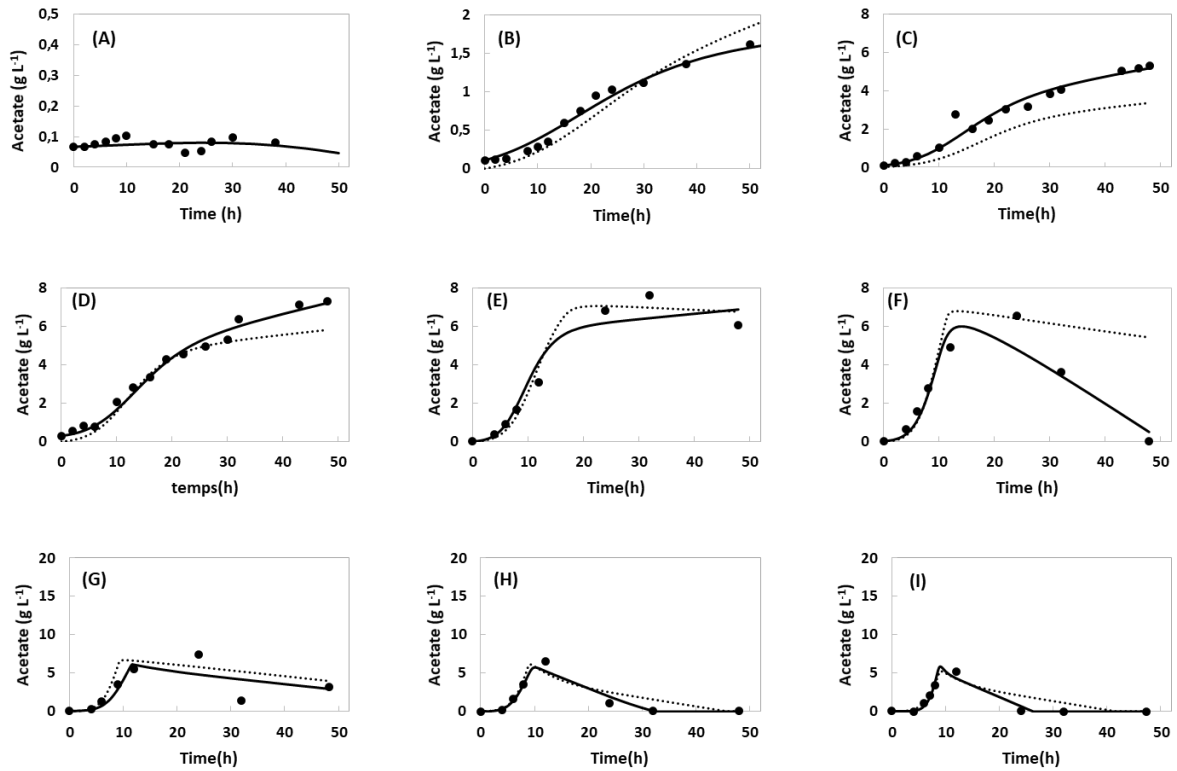 (A)
Acetate (g L⁻¹)
0,5
0,4
0,3
0,2
0,1
0
0 10 20 30 40 50
Time (h)
(B)
Acetate (g L⁻¹)
2
1,5
1
0,5
0
0 10 20 30 40 50
Time(h)
(C)
Acetate (g L⁻¹)
8
6
4
2
0
0 10 20 30 40 50
Time(h)
(D)
Acetate (g L⁻¹)
8
6
4
2
0
0 10 20 30 40 50
temps(h)
(E)
Acetate (g L⁻¹)
8
6
4
2
0
0 10 20 30 40 50
Time(h)
(F)
Acetate (g L⁻¹)
8
6
4
2
0
0 10 20 30 40 50
Time (h)
(G)
Acetate (g L⁻¹)
20
15
10
5
0
0 10 20 30 40 50
Time(h)
(H)
Acetate (g L⁻¹)
20
15
10
5
0
0 10 20 30 40 50
Time(h)
(I)
Acetate (g L⁻¹)
20
15
10
5
0
0 10 20 30 40 50
Time(h)